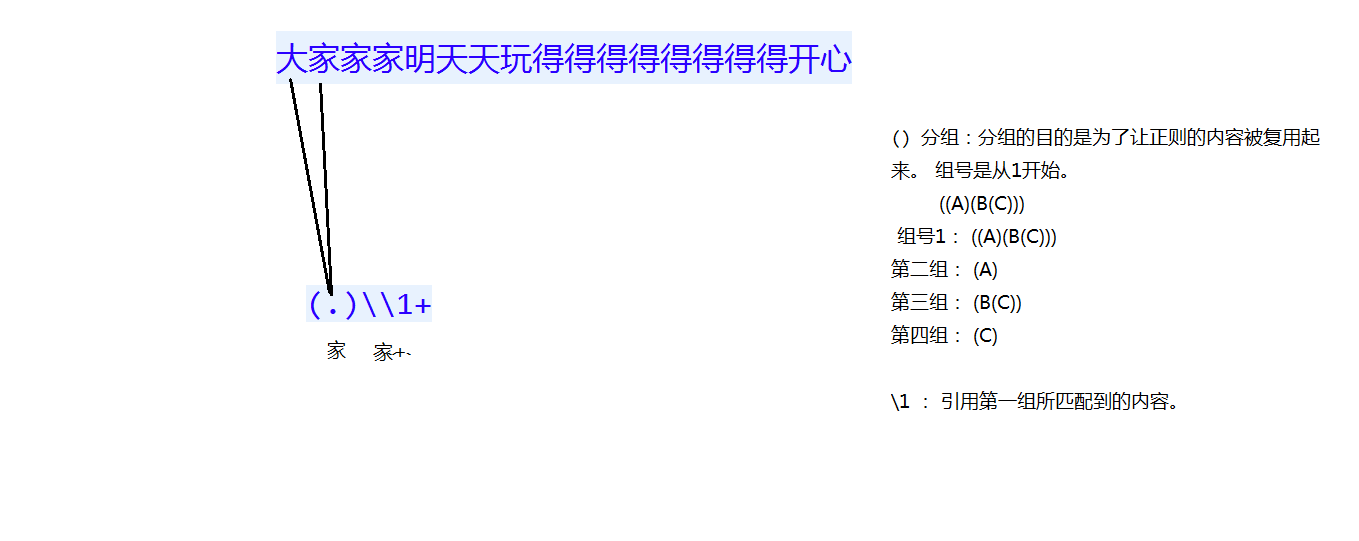 大家家家明天天玩得得得得得得得得开心
()分组：分组的目的是为了让正则的内容被复用起
来。 组号是从1开始。
((A)(B(C)))
组号1： ((A)(B(C)))
第二组： (A)
第三组： (B(C))
第四组： (C)
(.)\\1+
家 家+
\1 ： 引用第一组所匹配到的内容。